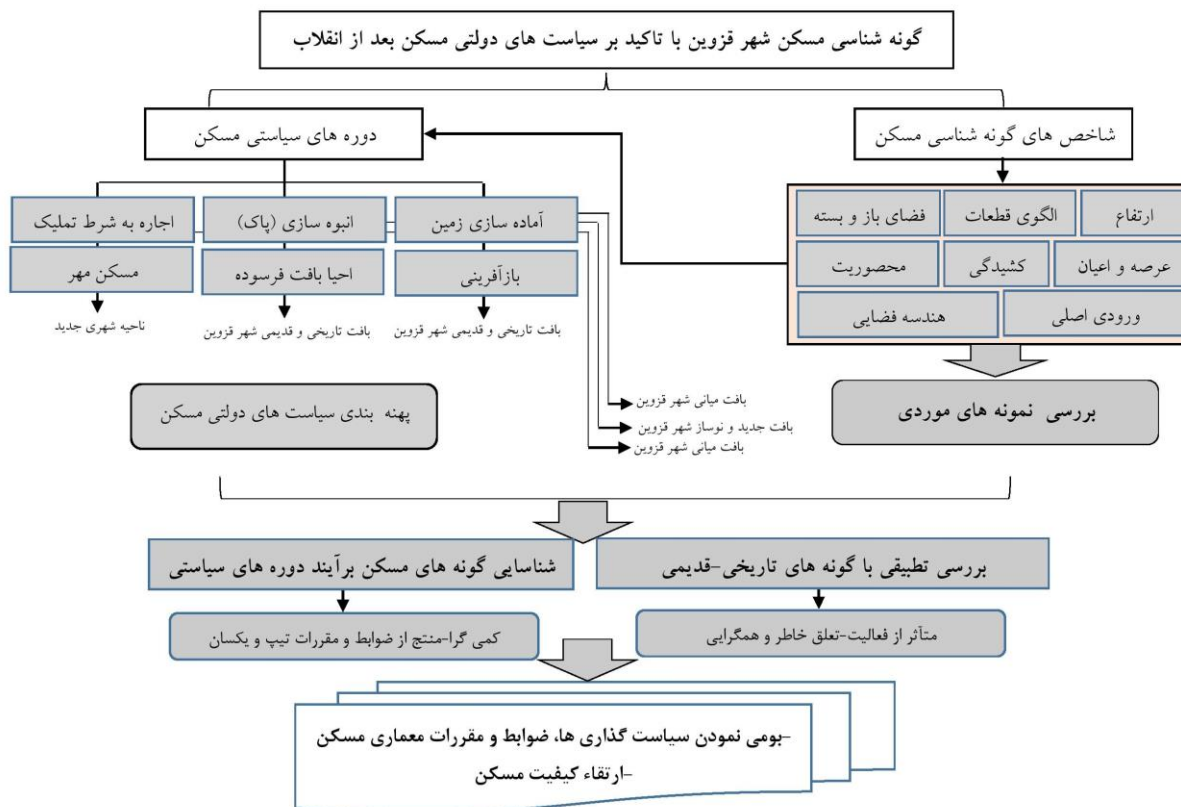 گونه شناسی مسکن شهر قزوین با تاکید بر سیاست های دولتی مسکن بعد از انقلاب
شاخص های گونه شناسی مسکن
دوره های سیاستی مسکن
ارتفاع
الگوی قطعات
فضای باز و بسته
عرصه و اعیان
کشیدگی
محصوریت
ورودی اصلی
هندسه فضایی
آماده سازی زمین
انبوه سازی (پاک)
اجاره به شرط تملیک
بازآفرینی
احیا بافت فرسوده
مسکن مهر
بافت تاریخی و قدیمی شهر قزوین
بافت تاریخی و قدیمی شهر قزوین
ناحیه شهری جدید
بررسی نمونه های موردی
بافت میانی شهر قزوین
بافت جدید و نوساز شهر قزوین
بافت میانی شهر قزوین
پهنه بندی سیاست های دولتی مسکن
بررسی تطبیقی با گونه های تاریخی-قدیمی
شناسایی گونه های مسکن برآیند دوره های سیاستی
متأثر از فعالیت-تعلق خاطر و همگرایی
کمی گرا-منتج از ضوابط و مقررات تیپ و یکسان
-بومی نمودن سیاست گذاری ها، ضوابط و مقررات معماری مسکن
-ارتقاء کیفیت مسکن